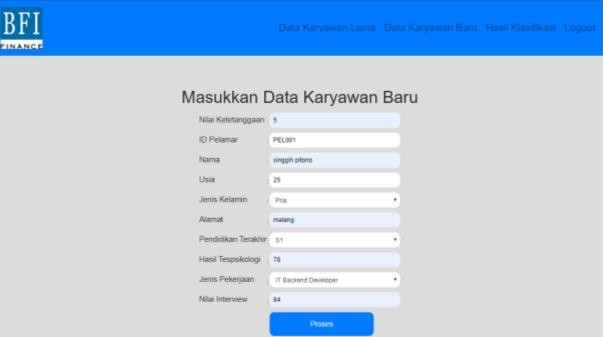 BFI
FINANCE
Data Karyawan Lama Data Karyawan Baru Hasil Klasifikasi Logout
Masukkan Data Karyawan Baru
Nilai Ketetanggaan : 5
ID Pelamar : PEL001
Nama : singgih pitono
Usia : 25
Jenis Kelamin : Pria
Alamat : malang
Pendidikan Terakhir : S1
Hasil Tespsikologi : 78
Jenis Pekerjaan : IT Backend Developer
Nilai Interview : 84
Proses